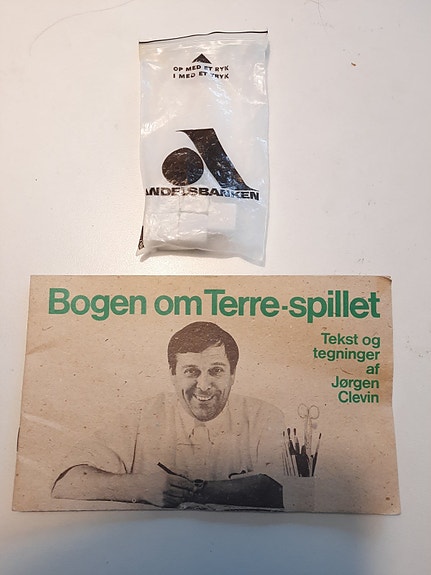 OP MED ET RYK
I MED ET TRYK
ANDELSBANKEN
Bogen om Terre-spillet
Tekst og
tegninger
af
Jørgen
Clevin